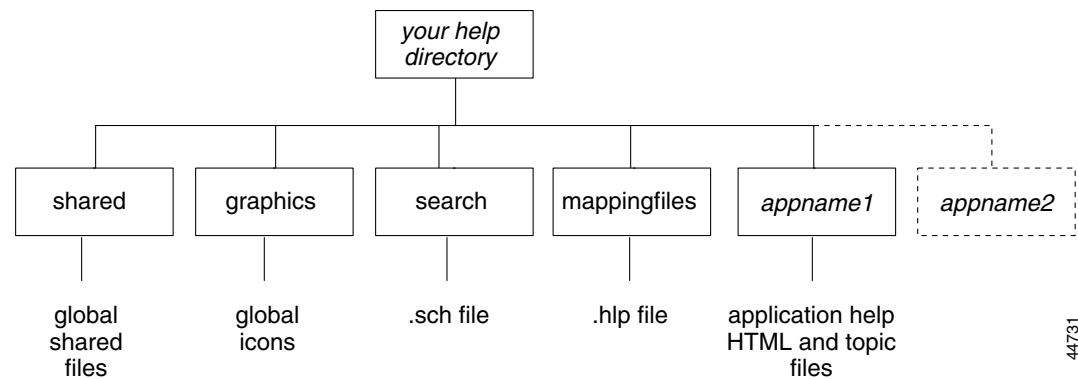 your help
directory
shared
graphics
search
mappingfiles
appname1
appname2
global
shared
files
global
icons
.sch file
.hlp file
application help
HTML and topic
files
44731